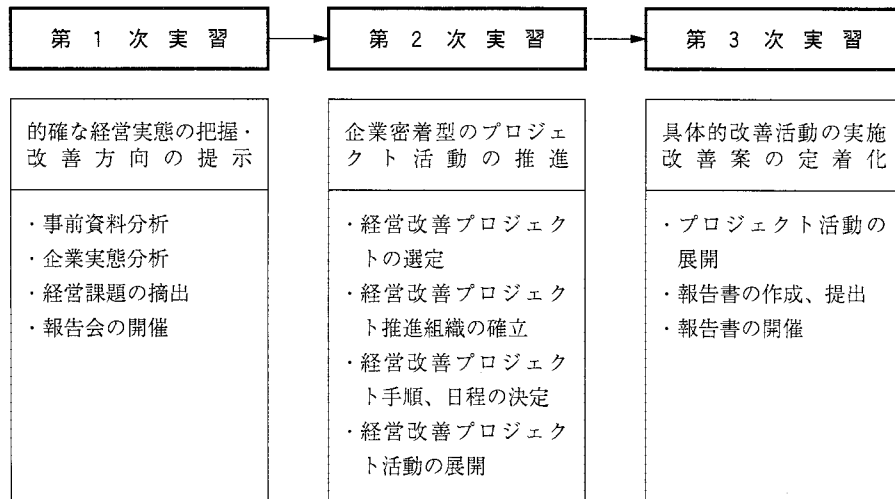 第1次実習
第2次実習
第3次実習
的確な経営実態の把握・
改善方向の提示
・事前資料分析
・企業実態分析
・経営課題の摘出
・報告会の開催
企業密着型のプロジェ
クト活動の推進
・経営改善プロジェク
トの選定
・経営改善プロジェク
ト推進組織の確立
・経営改善プロジェク
ト手順、日程の決定
・経営改善プロジェク
ト活動の展開
具体的改善活動の実施
改善案の定着化
・プロジェクト活動の
展開
・報告書の作成、提出
・報告書の開催